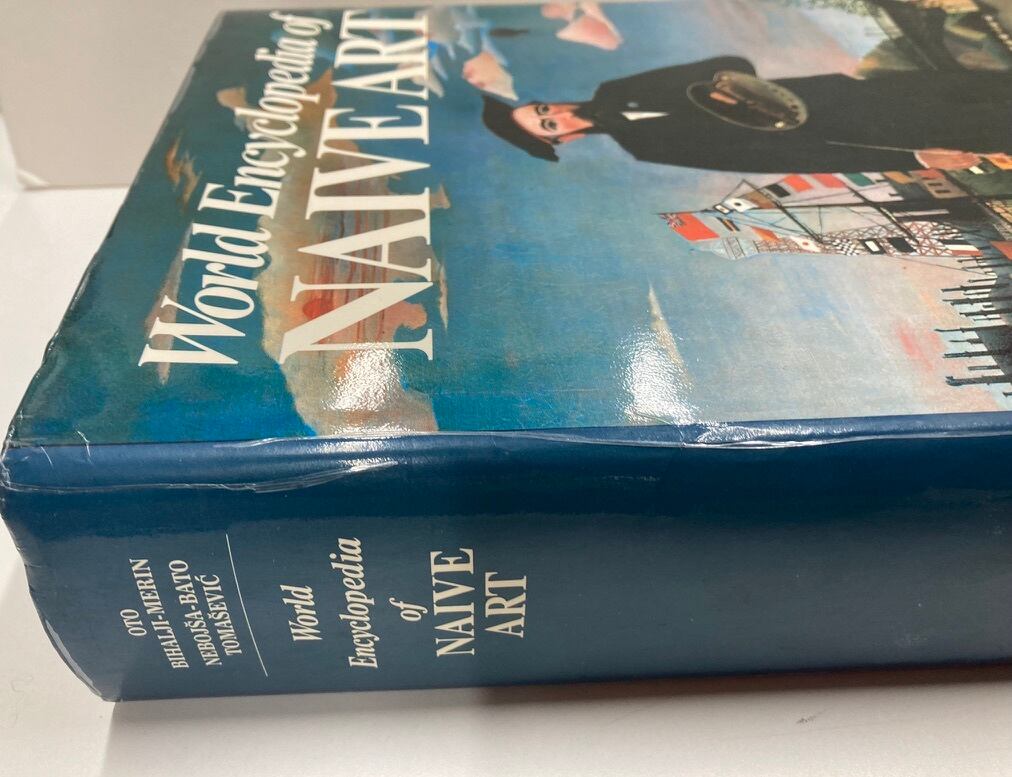 World Encyclopedia of
NAIVE ART
OTO
BIHALJI-MERIN
NEBOJŠA-BATO
TOMAŠEVIĆ
World
Encyclopedia
of
NAIVE
ART